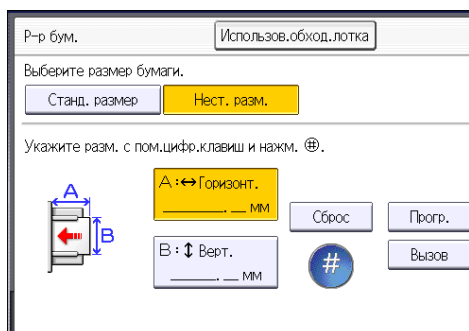 Р-р бум.
Использов.обход.лотка
Выберите размер бумаги.
Станд. размер
Нест. разм.
Укажите разм. с пом.цифр.клавиш и нажм. ⊕.
A
B
A:↔Горизонт.
______.__ мм
B:↕ Верт.
______.__ мм
Сброс
#
Прогр.
Вызов